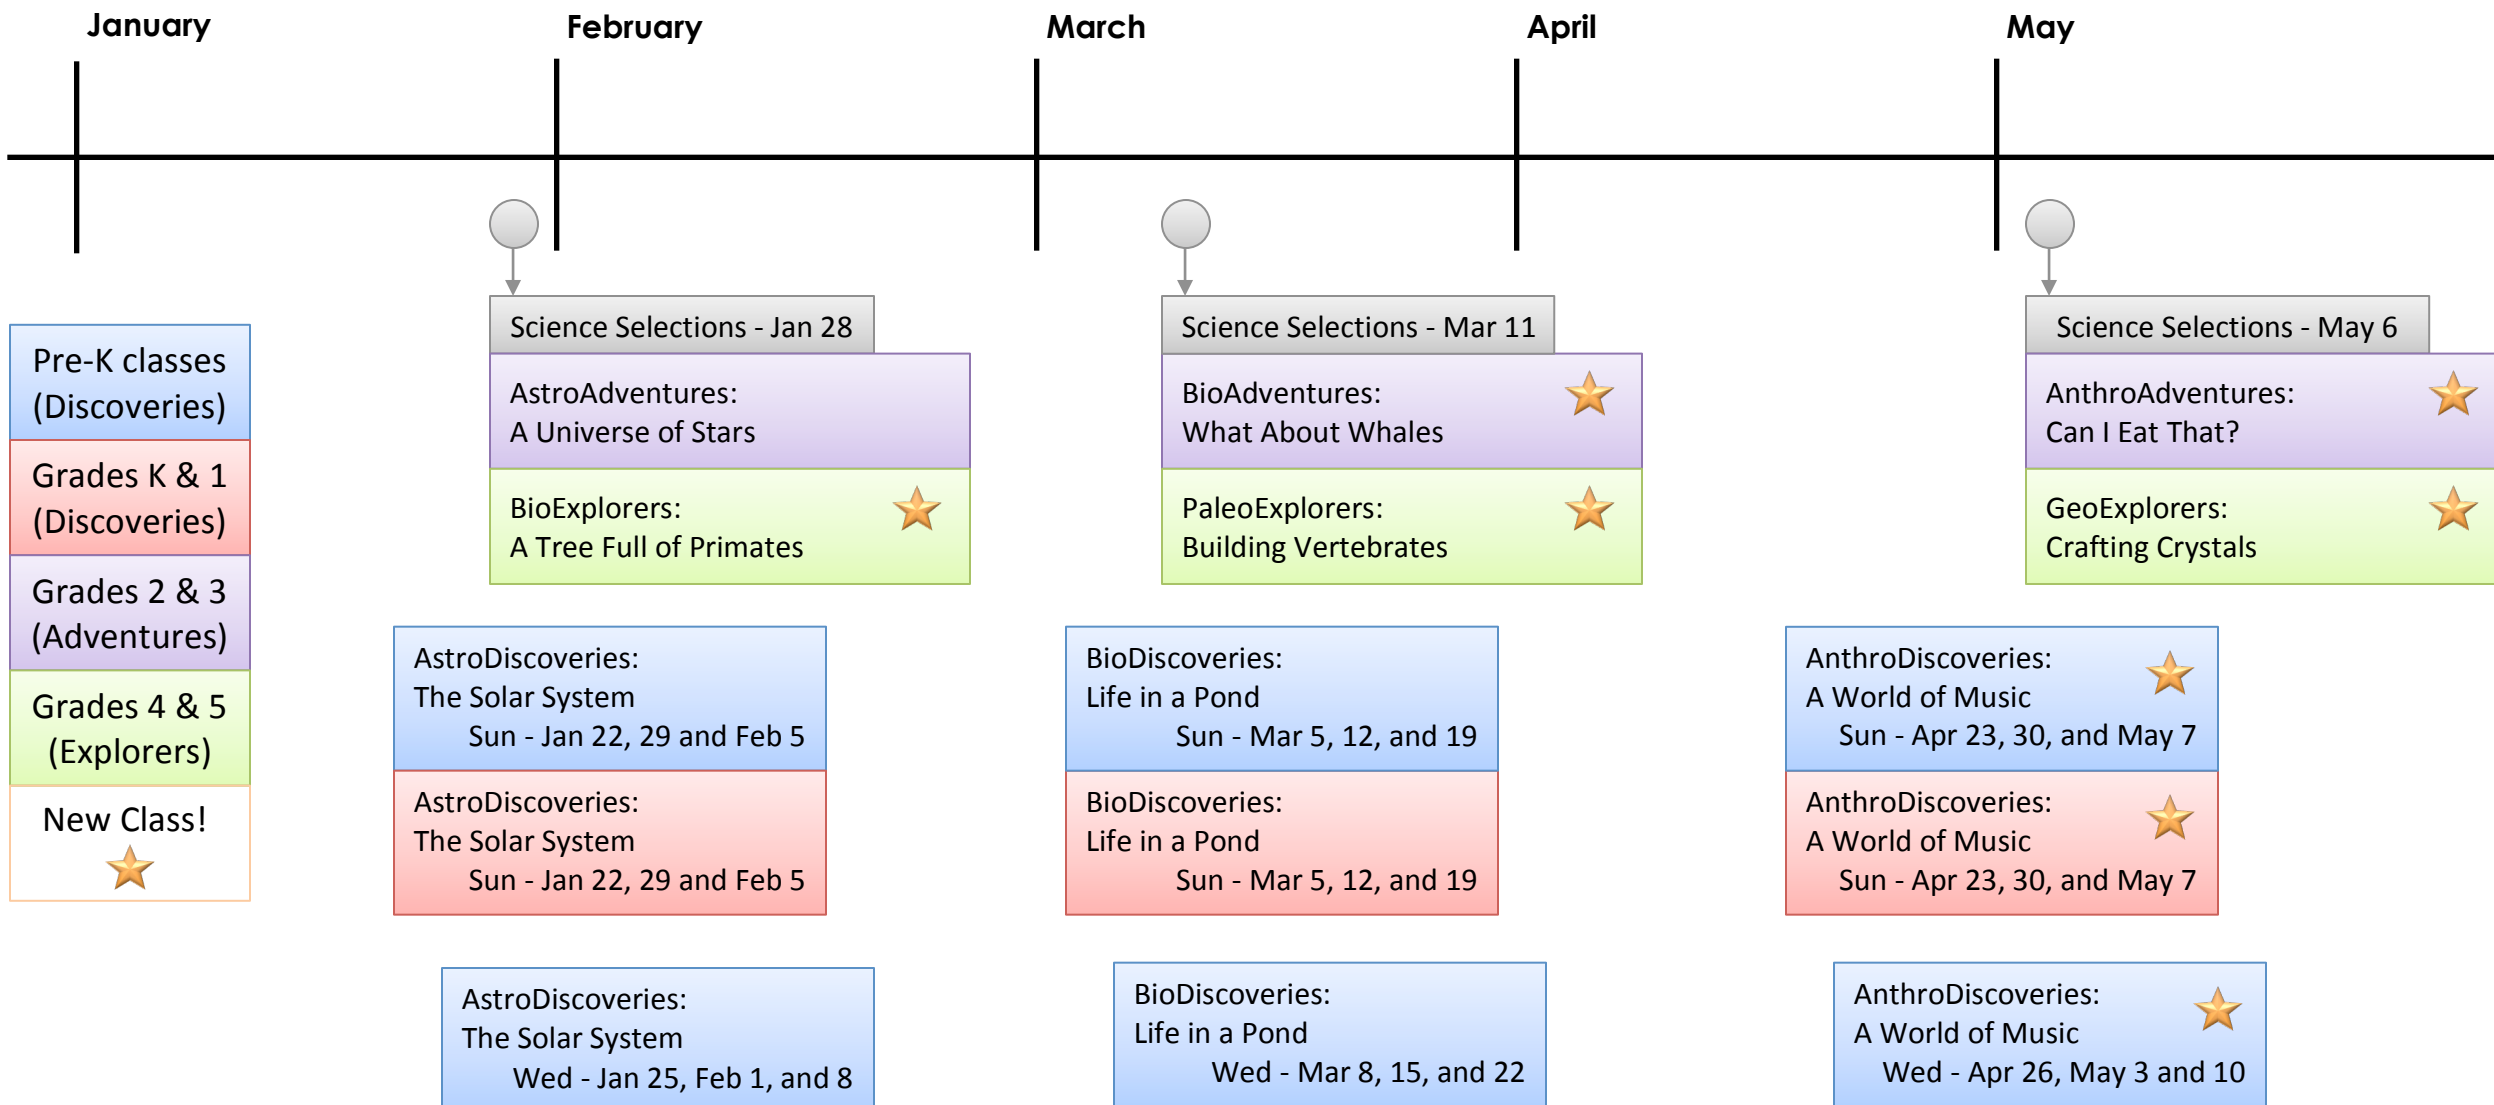 January
February
March
April
May
Pre-K classes
(Discoveries)
Grades K & 1
(Discoveries)
Grades 2 & 3
(Adventures)
Grades 4 & 5
(Explorers)
New Class!
Science Selections - Jan 28
AstroAdventures:
A Universe of Stars
BioExplorers:
A Tree Full of Primates
Science Selections - Mar 11
BioAdventures:
What About Whales
PaleoExplorers:
Building Vertebrates
Science Selections - May 6
AnthroAdventures:
Can I Eat That?
GeoExplorers:
Crafting Crystals
AstroDiscoveries:
The Solar System
Sun - Jan 22, 29 and Feb 5
AstroDiscoveries:
The Solar System
Sun - Jan 22, 29 and Feb 5
BioDiscoveries:
Life in a Pond
Sun - Mar 5, 12, and 19
BioDiscoveries:
Life in a Pond
Sun - Mar 5, 12, and 19
AnthroDiscoveries:
A World of Music
Sun - Apr 23, 30, and May 7
AnthroDiscoveries:
A World of Music
Sun - Apr 23, 30, and May 7
AstroDiscoveries:
The Solar System
Wed - Jan 25, Feb 1, and 8
BioDiscoveries:
Life in a Pond
Wed - Mar 8, 15, and 22
AnthroDiscoveries:
A World of Music
Wed - Apr 26, May 3 and 10